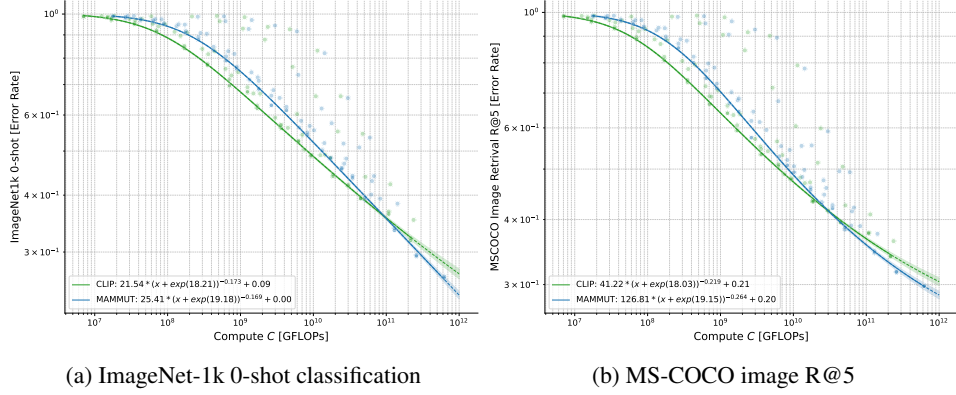 10⁰
6 × 10⁻¹
4 × 10⁻¹
3 × 10⁻¹
ImageNet1k 0-shot [Error Rate]
CLIP: 21.54 * (x + exp(18.21))⁻⁰·¹⁷³ + 0.09
MAMMUT: 25.41 * (x + exp(19.18))⁻⁰·¹⁶⁹ + 0.00
10⁷ 10⁸ 10⁹ 10¹⁰ 10¹¹ 10¹²
Compute C [GFLOPs]
(a) ImageNet-1k 0-shot classification
10⁰
6 × 10⁻¹
4 × 10⁻¹
3 × 10⁻¹
MSCOCO Image Retrival R@5 [Error Rate]
CLIP: 41.22 * (x + exp(18.03))⁻⁰·²¹⁹ + 0.21
MAMMUT: 126.81 * (x + exp(19.15))⁻⁰·²⁶⁴ + 0.20
10⁷ 10⁸ 10⁹ 10¹⁰ 10¹¹ 10¹²
Compute C [GFLOPs]
(b) MS-COCO image R@5